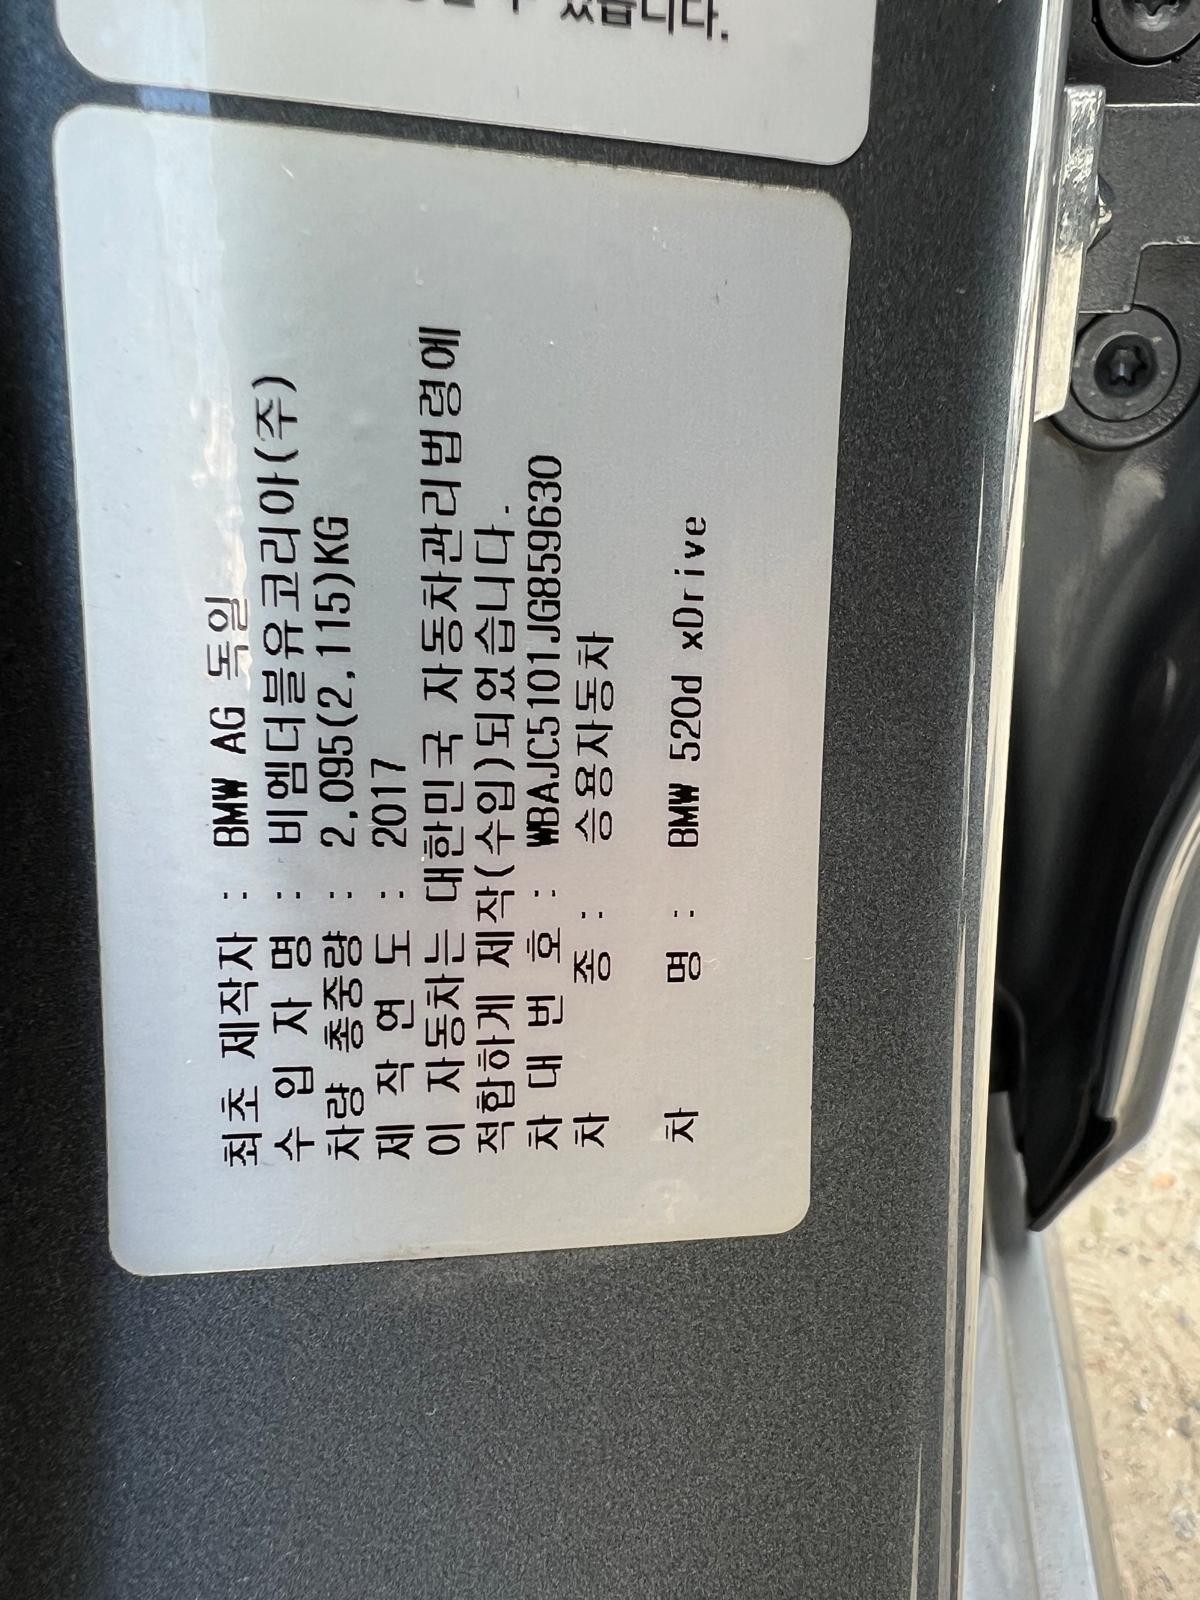 있습니다.
최초 제작자 : BMW AG 독일
수 입 자 명 : 비엠더블유코리아(주)
차량 총중량 : 2,095(2,115)KG
제 작 연 도 : 2017
이 자동차는 대한민국 자동차관리법령에
적합하게 제작(수입)되었습니다.
차 대 번 호 : WBAJC5101JG859630
차 종 : 승용자동차
차 명 : BMW 520d xDrive